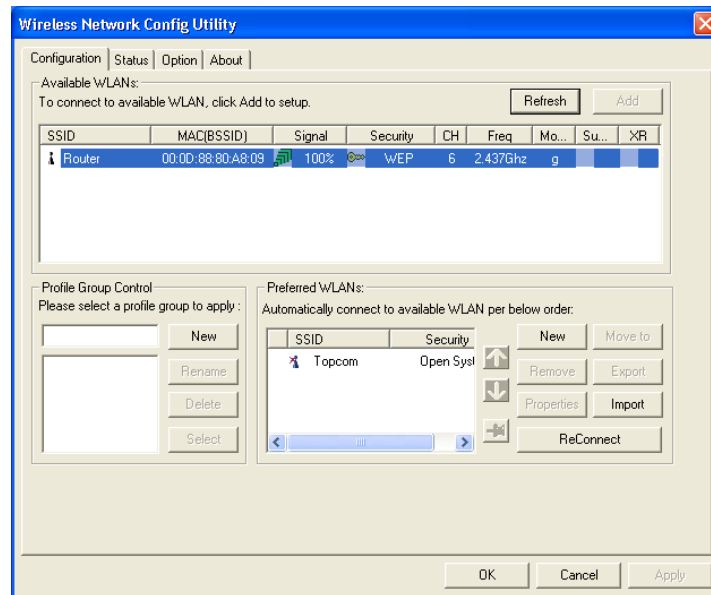 Wireless Network Config Utility
Configuration Status Option About
Available WLANs:
To connect to available WLAN, click Add to setup.
Refresh Add
SSID MAC(BSSID) Signal Security CH Freq Mo... Su... XR
Router 00:0D:88:80:A8:09 100% WEP 6 2.437Ghz g
Profile Group Control
Please select a profile group to apply :
New
Rename
Delete
Select
Preferred WLANs:
Automatically connect to available WLAN per below order:
SSID Security
Topcom Open Syst
New Move to
Remove Export
Properties Import
ReConnect
OK Cancel Apply